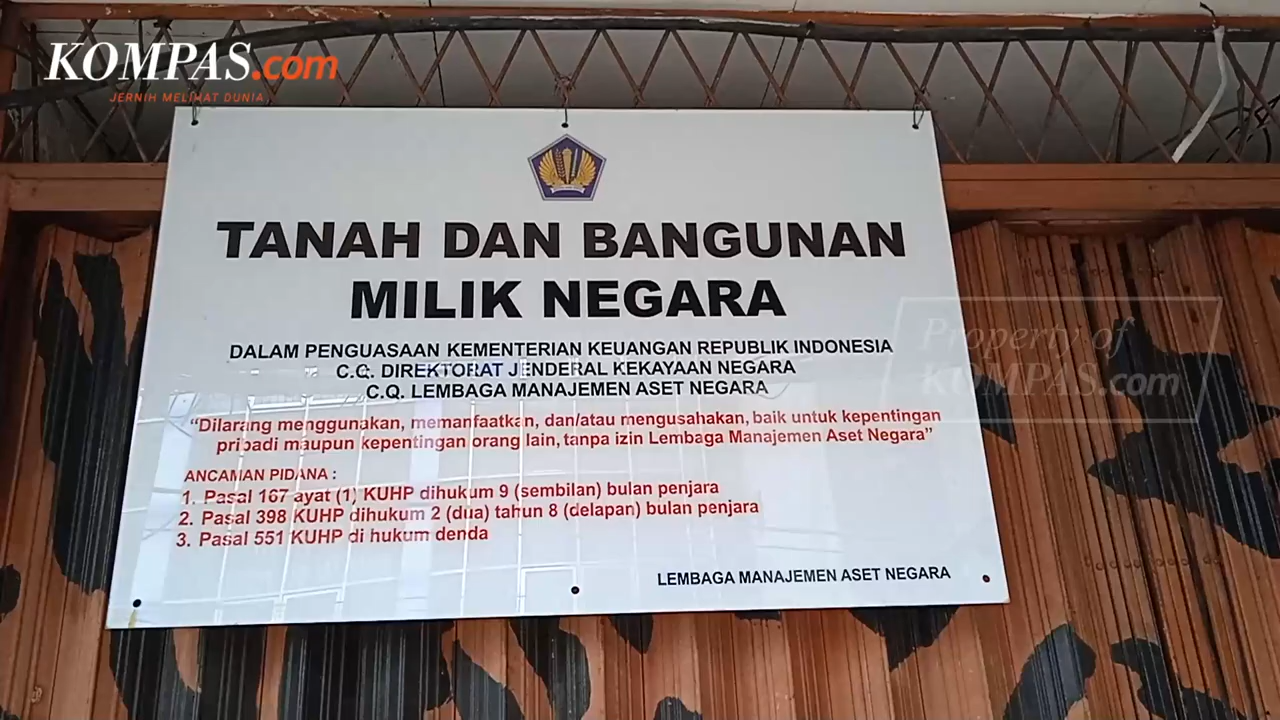 KOMPAS.com
JERNIH MELIHAT DUNIA
TANAH DAN BANGUNAN
MILIK NEGARA
DALAM PENGUASAAN KEMENTERIAN KEUANGAN REPUBLIK INDONESIA
C.Q. DIREKTORAT JENDERAL KEKAYAAN NEGARA
C.Q. LEMBAGA MANAJEMEN ASET NEGARA
"Dilarang menggunakan, memanfaatkan, dan/atau mengusahakan, baik untuk kepentingan
pribadi maupun kepentingan orang lain, tanpa izin Lembaga Manajemen Aset Negara"
ANCAMAN PIDANA :
1. Pasal 167 ayat (1) KUHP dihukum 9 (sembilan) bulan penjara
2. Pasal 398 KUHP dihukum 2 (dua) tahun 8 (delapan) bulan penjara
3. Pasal 551 KUHP di hukum denda
LEMBAGA MANAJEMEN ASET NEGARA
Property of
KOMPAS.com